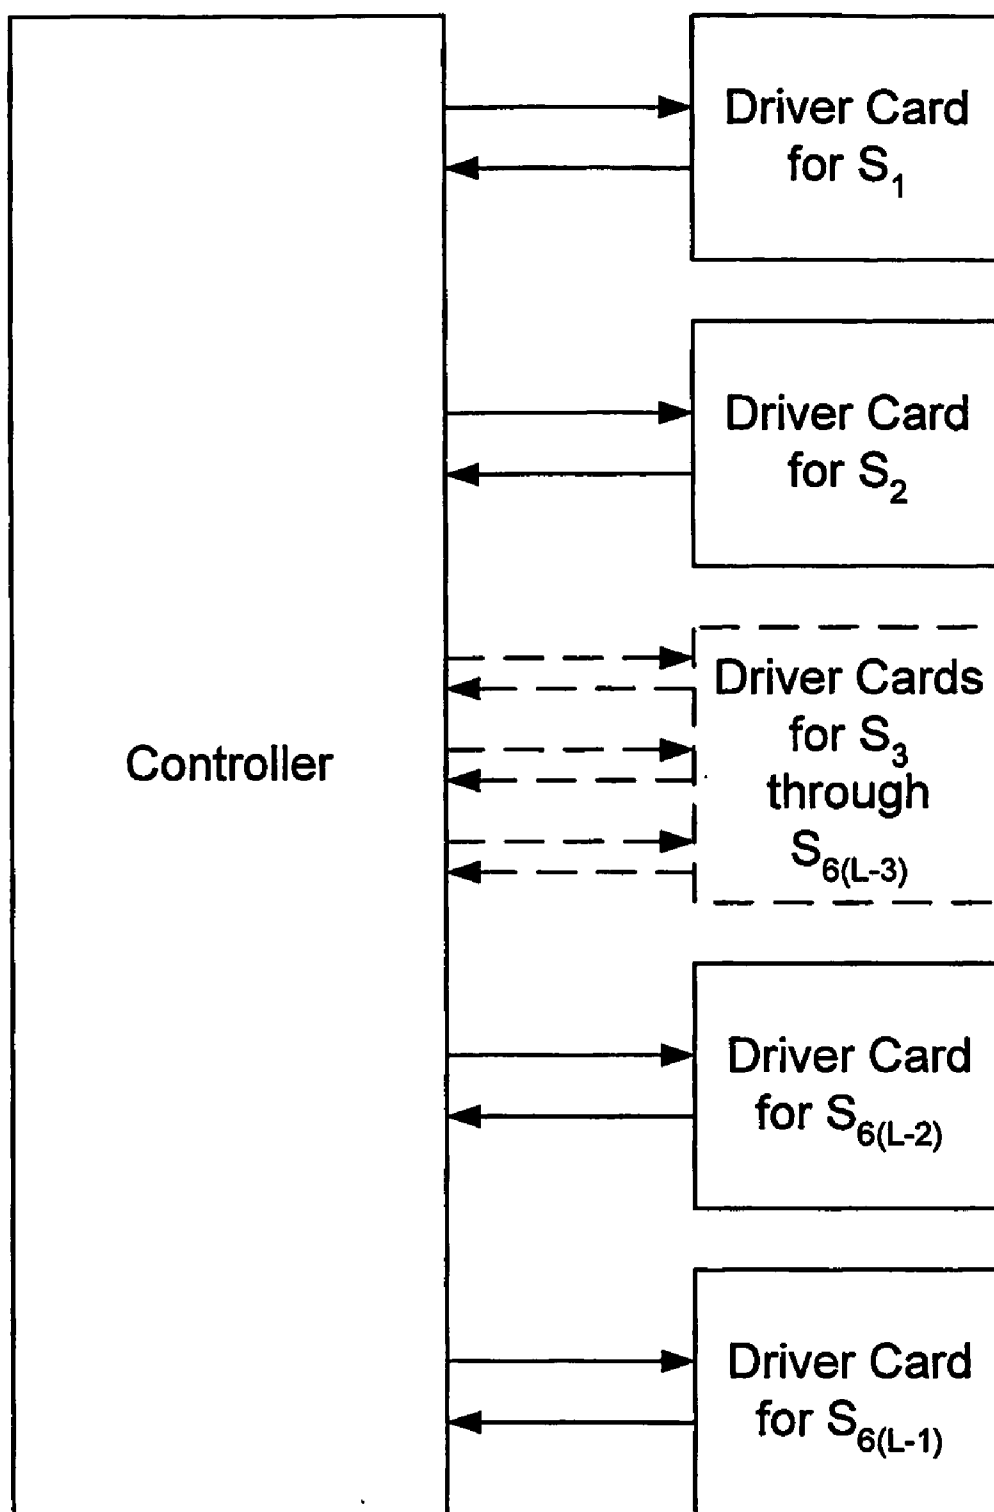 Driver Card
for S₁
Driver Card
for S₂
Controller
Driver Cards
for S₃
through
S₆₍L₋₃₎
Driver Card
for S₆₍L₋₂₎
Driver Card
for S₆₍L₋₁₎